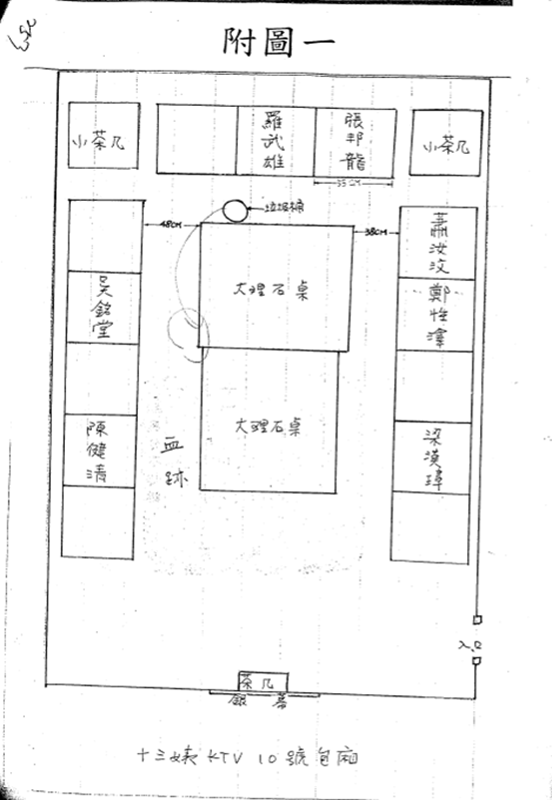 附圖一
小茶几
羅武雄
張邦龍
35CM
小茶几
垃圾桶
48CM
38CM
蕭汝汶
吳銘堂
大理石桌
鄭性澤
大理石桌
陳健清
血跡
梁漢璋
入口
茶几
銀幕
十三姨KTV 10號包廂